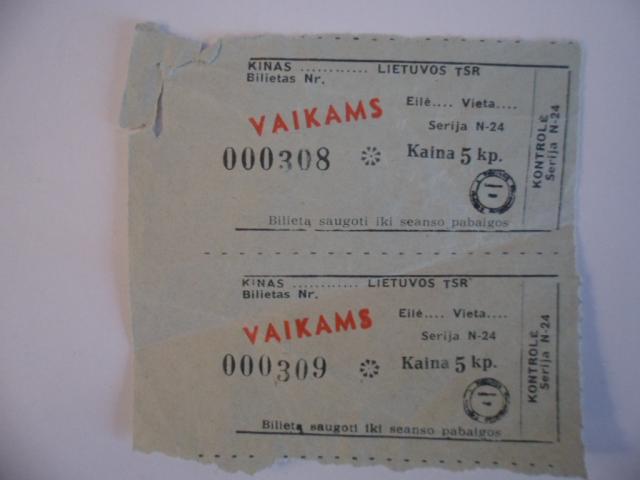 KINAS ............ LIETUVOS TSR
Bilietas Nr.
VAIKAMS
Eilė.... Vieta....
Serija N-24
000308 Kaina 5 kp.
Bilietą saugoti iki seanso pabaigos
KONTROLĖ
Serija N-24
KINAS ............ LIETUVOS TSR
Bilietas Nr.
VAIKAMS
Eilė.... Vieta....
Serija N-24
000309 Kaina 5 kp.
Bilietą saugoti iki seanso pabaigos
KONTROLĖ
Serija N-24